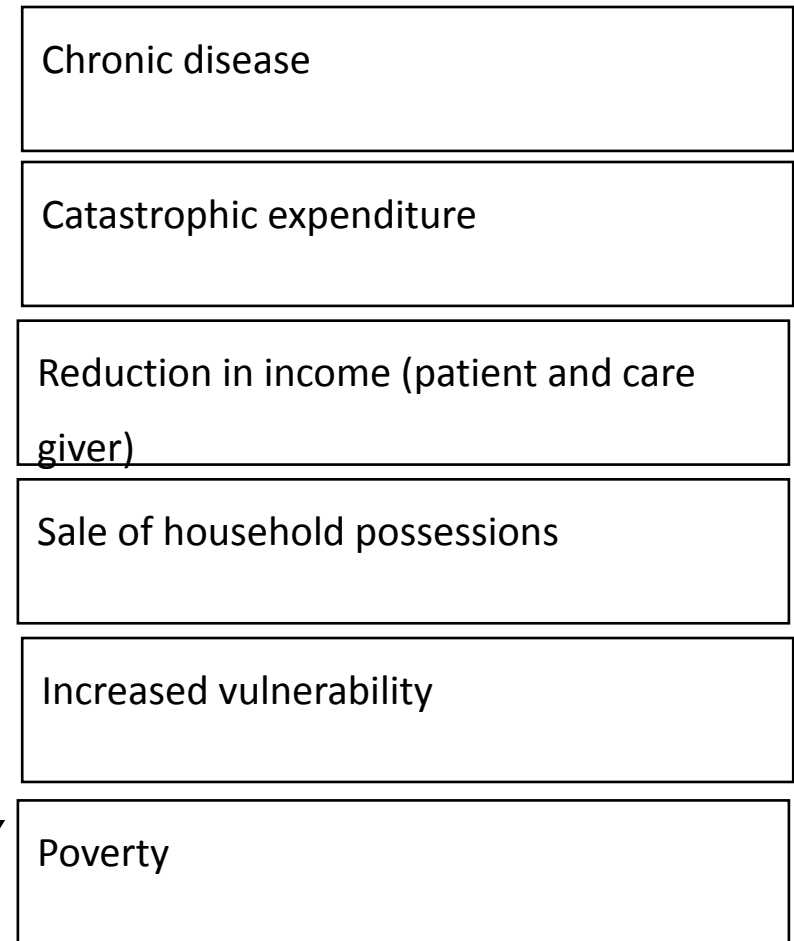 Chronic disease
Catastrophic expenditure
Reduction in income (patient and care
giver)
Sale of household possessions
Increased vulnerability
Poverty